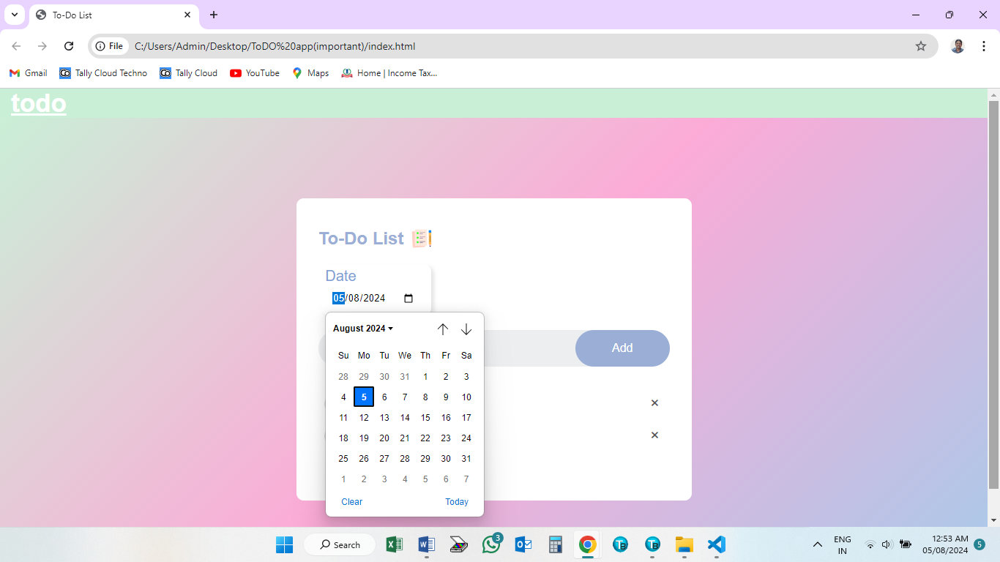 To-Do List
File C:/Users/Admin/Desktop/ToDO%20app(important)/index.html
Gmail Tally Cloud Techno Tally Cloud YouTube Maps Home | Income Tax...
todo
To-Do List
Date
05/08/2024
August 2024
Add
Su Mo Tu We Th Fr Sa
28 29 30 31 1 2 3
4 5 6 7 8 9 10
11 12 13 14 15 16 17
18 19 20 21 22 23 24
25 26 27 28 29 30 31
1 2 3 4 5 6 7
Clear Today
Search 3 ENG 12:53 AM
IN 05/08/2024 5